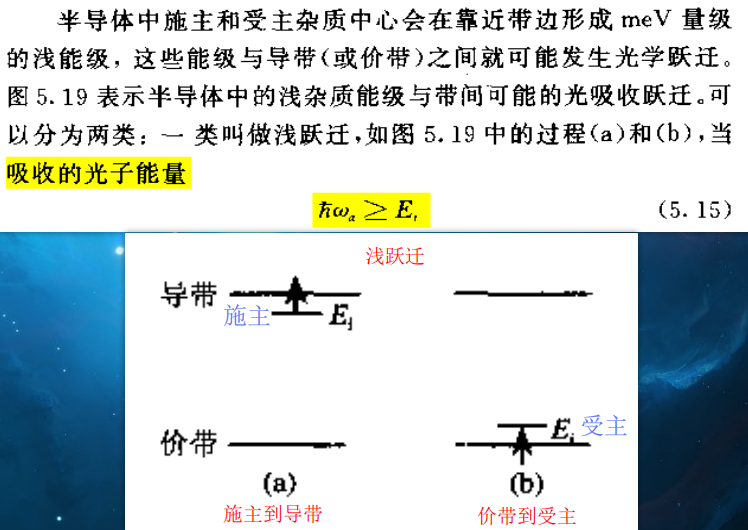 半导体中施主和受主杂质中心会在靠近带边形成 meV 量级
的浅能级，这些能级与导带(或价带)之间就可能发生光学跃迁。
图 5.19 表示半导体中的浅杂质能级与带间可能的光吸收跃迁。可
以分为两类：一 类叫做浅跃迁，如图 5.19 中的过程(a)和(b)，当
吸收的光子能量
ħωₐ ≥ Eᵢ (5.15)
浅跃迁
导带
施主 Eᵢ
价带
Eᵢ 受主
(a) (b)
施主到导带 价带到受主